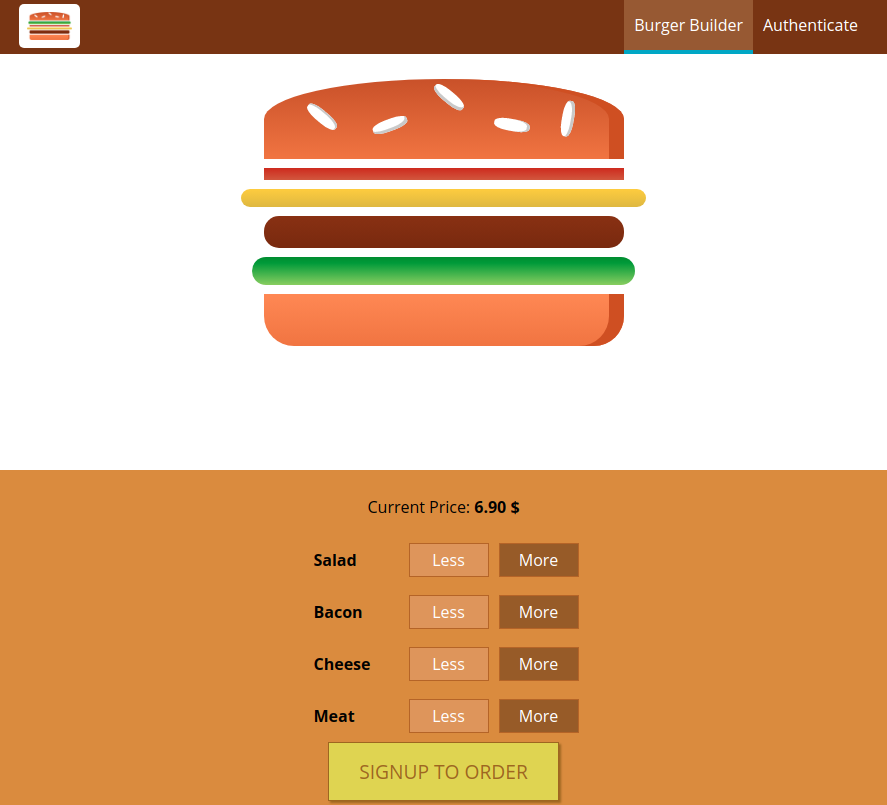 Burger Builder Authenticate
Current Price: 6.90 $
Salad Less More
Bacon Less More
Cheese Less More
Meat Less More
SIGNUP TO ORDER